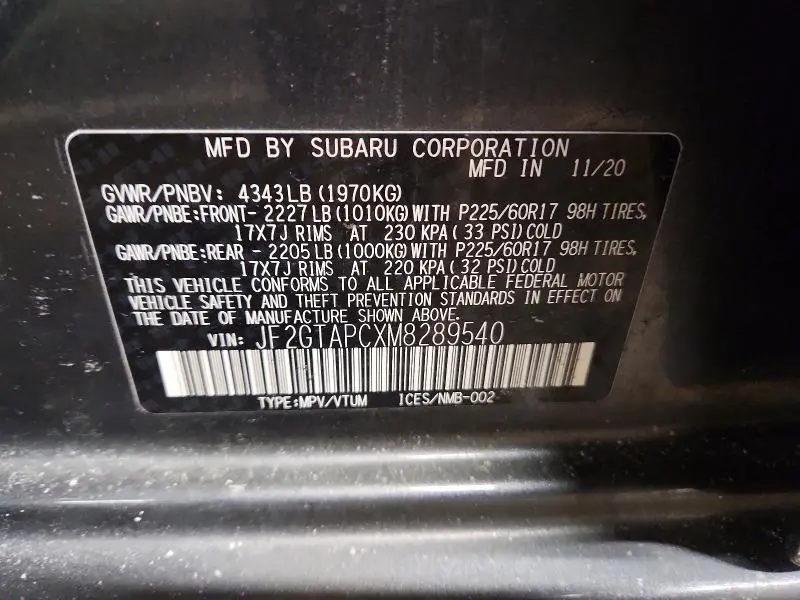 MFD BY SUBARU CORPORATION
MFD IN 11/20
GVWR/PNBV: 4343LB (1970KG)
GAWR/PNBE:FRONT- 2227LB (1010KG) WITH P225/60R17 98H TIRES,
17X7J RIMS AT 230 KPA ( 33 PSI) COLD
GAWR/PNBE:REAR - 2205LB (1000KG) WITH P225/60R17 98H TIRES,
17X7J RIMS AT 220 KPA ( 32 PSI) COLD
THIS VEHICLE CONFORMS TO ALL APPLICABLE FEDERAL MOTOR
VEHICLE SAFETY AND THEFT PREVENTION STANDARDS IN EFFECT ON
THE DATE OF MANUFACTURE SHOWN ABOVE.
VIN: JF2GTAPCXM8289540
TYPE:MPV/VTUM ICES/NMB-002